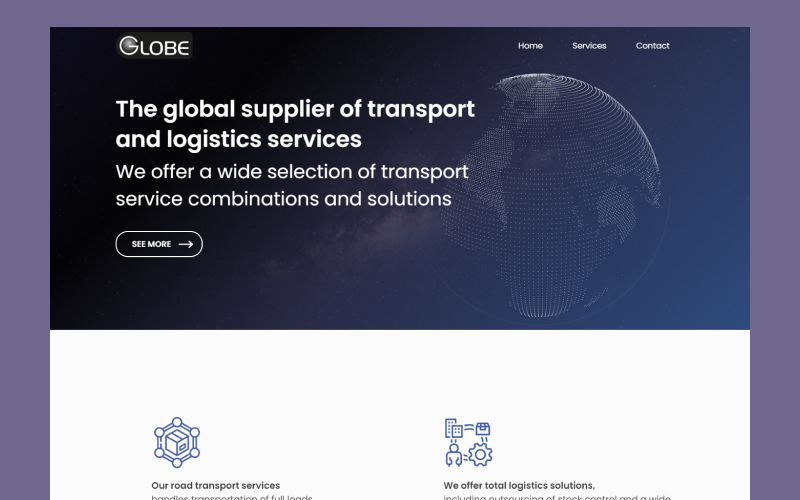 GLOBE
Home Services Contact
The global supplier of transport
and logistics services
We offer a wide selection of transport
service combinations and solutions
SEE MORE
Our road transport services
handles transportation of full loads
We offer total logistics solutions,
including outsourcing of stock control and a wide